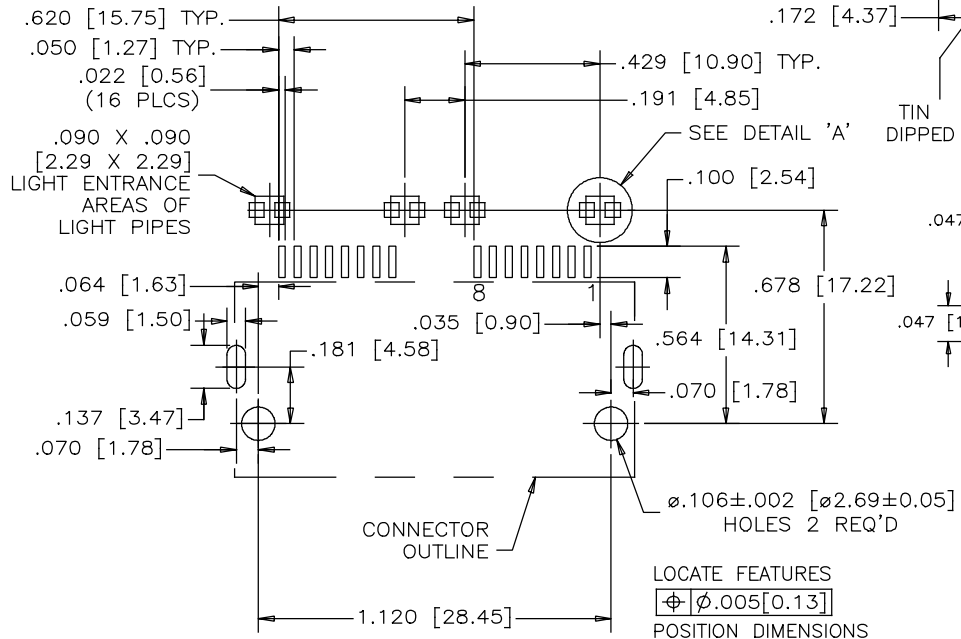 .620 [15.75] TYP.
.172 [4.37]
.050 [1.27] TYP.
.429 [10.90] TYP.
.022 [0.56]
(16 PLCS)
.191 [4.85]
TIN
DIPPED
SEE DETAIL 'A'
.090 X .090
[2.29 X 2.29]
LIGHT ENTRANCE
AREAS OF
LIGHT PIPES
.100 [2.54]
.047
.064 [1.63]
8
1
.678 [17.22]
.059 [1.50]
.035 [0.90]
.564 [14.31]
.047 [1
.181 [4.58]
.070 [1.78]
.137 [3.47]
.070 [1.78]
ø.106±.002 [ø2.69±0.05]
HOLES 2 REQ'D
CONNECTOR
OUTLINE
LOCATE FEATURES
⌖ Ø.005[0.13]
POSITION DIMENSIONS
1.120 [28.45]